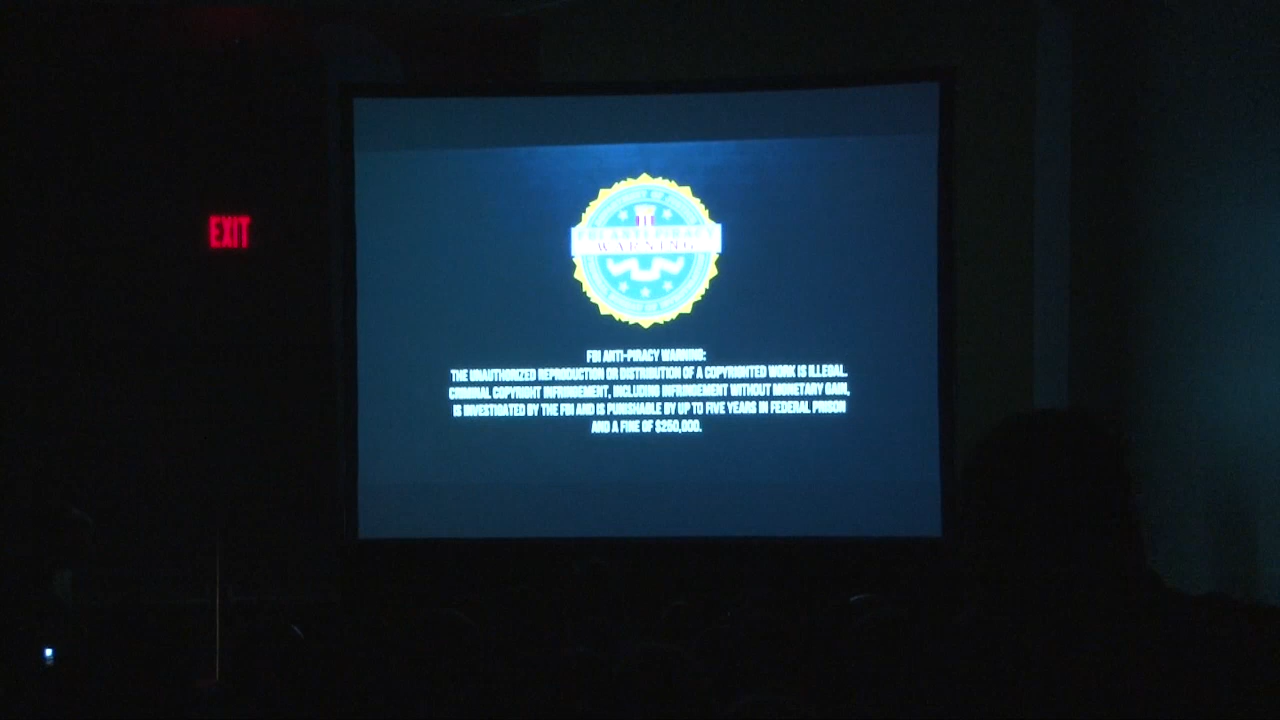 EXIT
WARNING
FBI ANTI-PIRACY WARNING:
THE UNAUTHORIZED REPRODUCTION OR DISTRIBUTION OF A COPYRIGHTED WORK IS ILLEGAL.
CRIMINAL COPYRIGHT INFRINGEMENT, INCLUDING INFRINGEMENT WITHOUT MONETARY GAIN,
IS INVESTIGATED BY THE FBI AND IS PUNISHABLE BY UP TO FIVE YEARS IN FEDERAL PRISON
AND A FINE OF $250,000.